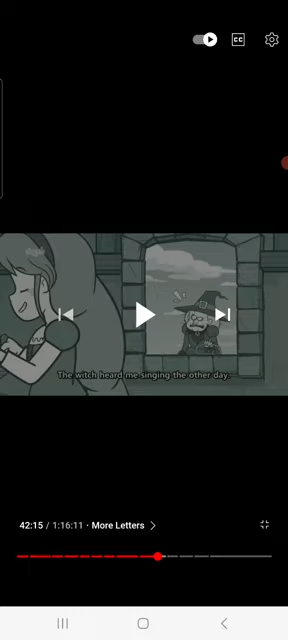 CC
The witch heard me singing the other day.
42:15 / 1:16:11 · More Letters